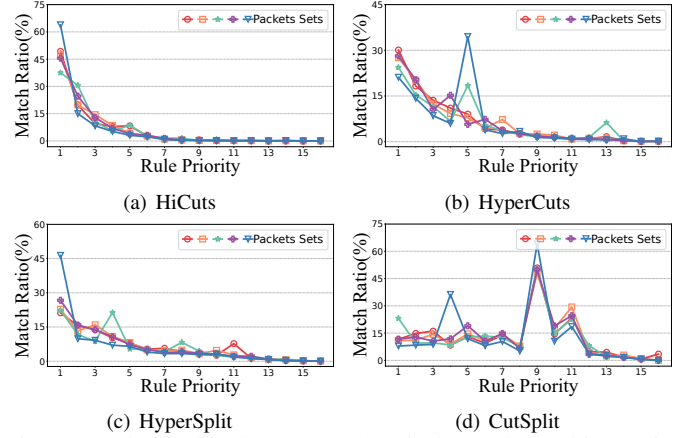 75
60
45
30
15
0
Match Ratio(%)
Packets Sets
1 3 5 7 9 11 13 15
Rule Priority
(a) HiCuts
45
30
15
0
Match Ratio(%)
Packets Sets
1 3 5 7 9 11 13 15
Rule Priority
(b) HyperCuts
60
45
30
15
0
Match Ratio(%)
Packets Sets
1 3 5 7 9 11 13 15
Rule Priority
(c) HyperSplit
75
60
45
30
15
0
Match Ratio(%)
Packets Sets
1 3 5 7 9 11 13 15
Rule Priority
(d) CutSplit